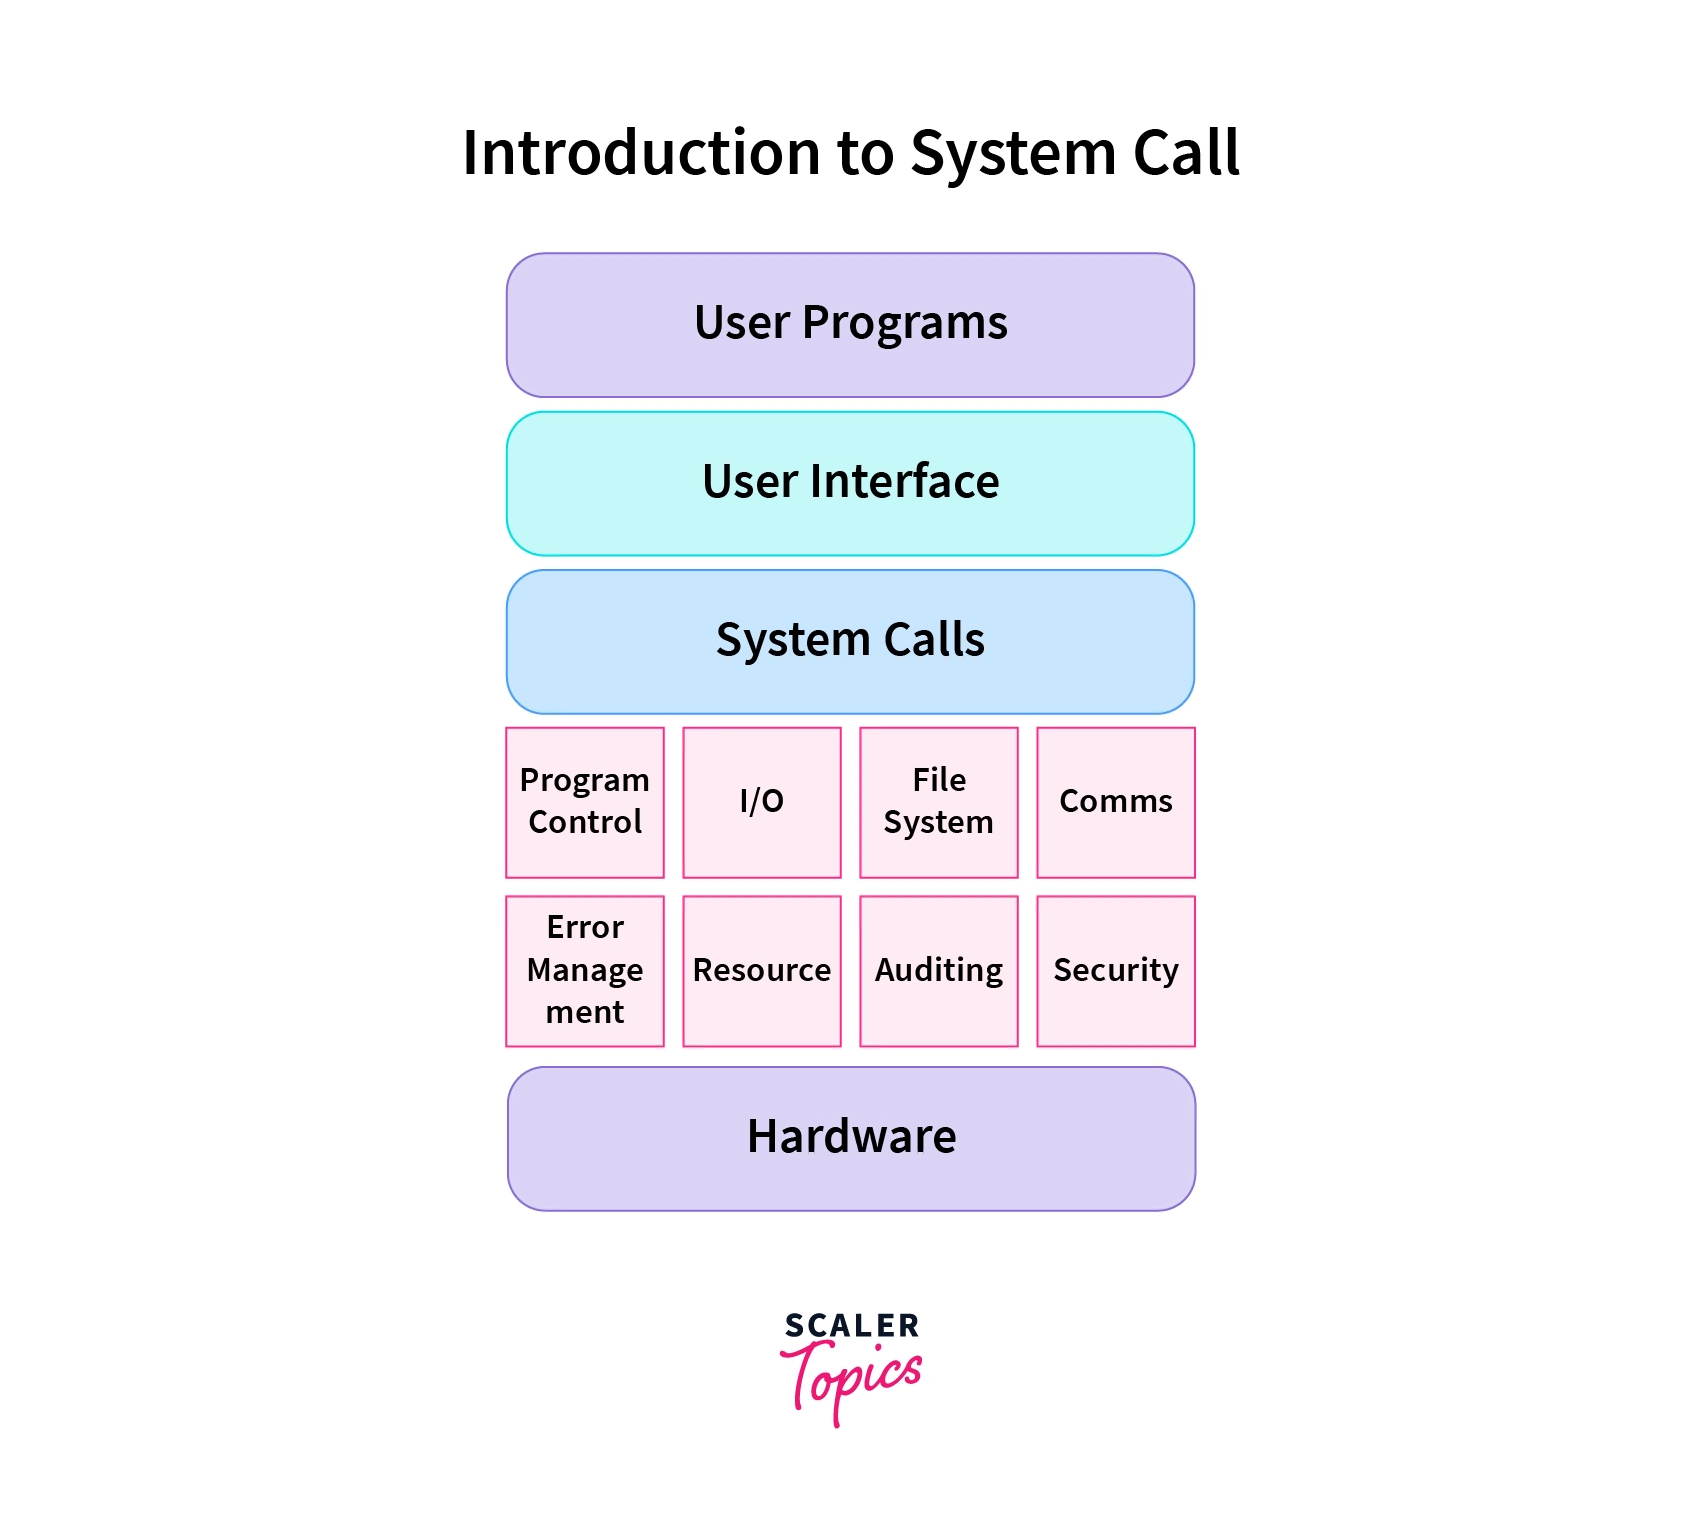 Introduction to System Call
User Programs
User Interface
System Calls
Program
Control
I/O
File
System
Comms
Error
Manage
ment
Resource
Auditing
Security
Hardware
SCALER
Topics